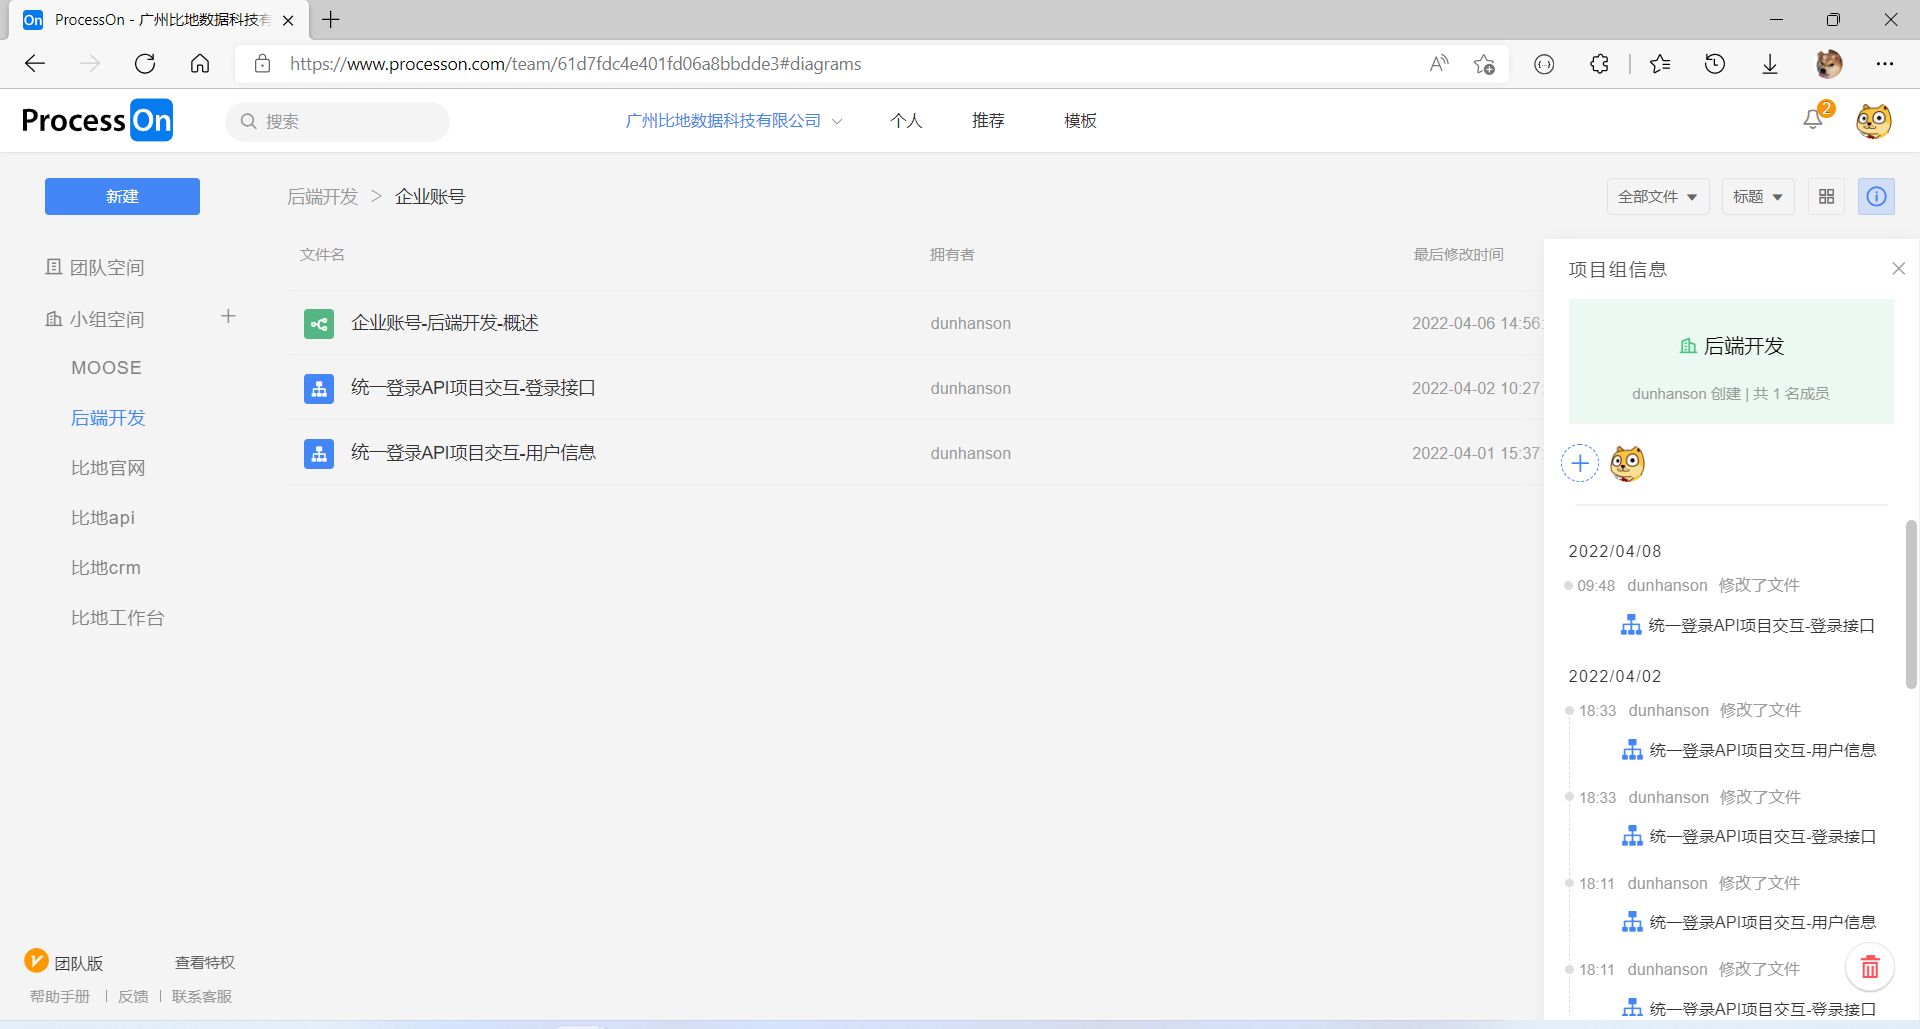 On ProcessOn - 广州比地数据科技有
https://www.processon.com/team/61d7fdc4e401fd06a8bbdde3#diagrams
ProcessOn
搜索
广州比地数据科技有限公司
个人
推荐
模板
2
新建
后端开发 > 企业账号
全部文件
标题
团队空间
小组空间
MOOSE
后端开发
比地官网
比地api
比地crm
比地工作台
文件名 拥有者 最后修改时间
企业账号-后端开发-概述 dunhanson 2022-04-06 14:56:
统一登录API项目交互-登录接口 dunhanson 2022-04-02 10:27:
统一登录API项目交互-用户信息 dunhanson 2022-04-01 15:37:
项目组信息
后端开发
dunhanson 创建 | 共 1 名成员
2022/04/08
09:48 dunhanson 修改了文件
统一登录API项目交互-登录接口
2022/04/02
18:33 dunhanson 修改了文件
统一登录API项目交互-用户信息
18:33 dunhanson 修改了文件
统一登录API项目交互-登录接口
18:11 dunhanson 修改了文件
统一登录API项目交互-用户信息
18:11 dunhanson 修改了文件
统一登录API项目交互-登录接口
团队版
查看特权
帮助手册 | 反馈 | 联系客服